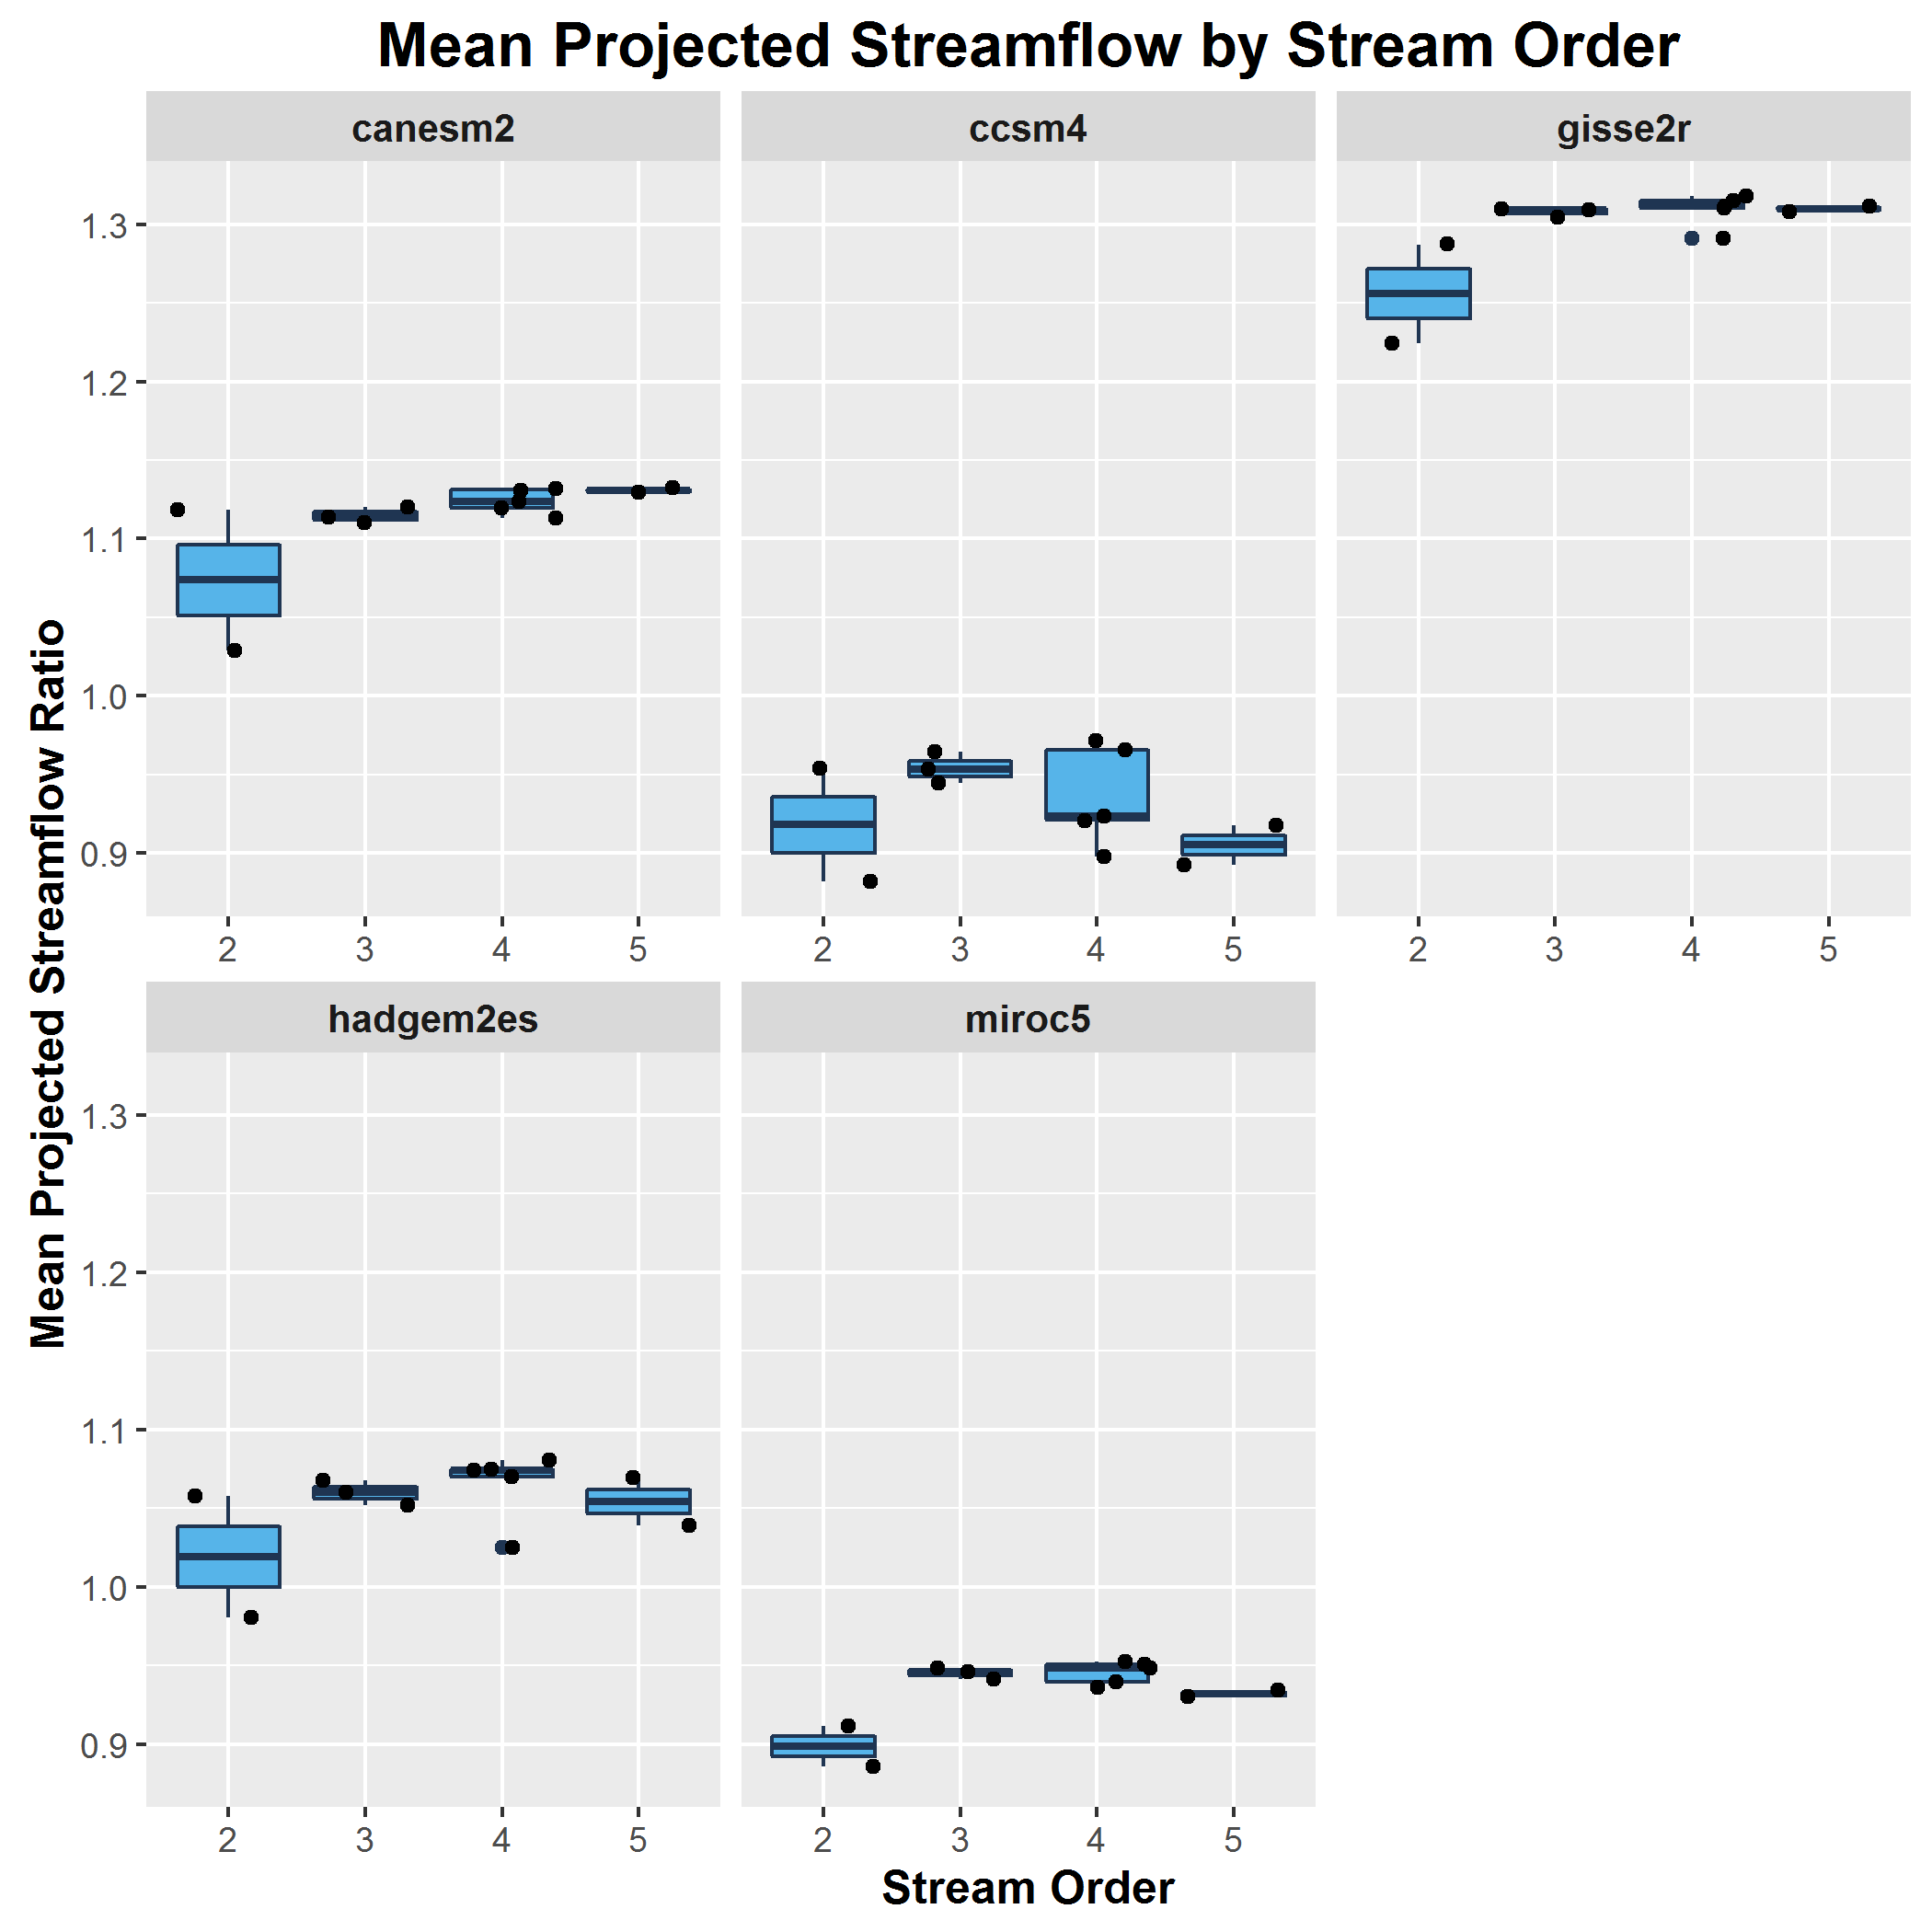 Mean Projected Streamflow by Stream Order
canesm2 ccsm4 gisse2r
1.3
1.2
1.1
1.0
0.9
2 3 4 5 2 3 4 5 2 3 4 5
Mean Projected Streamflow Ratio
hadgem2es miroc5
1.3
1.2
1.1
1.0
0.9
2 3 4 5 2 3 4 5
Stream Order